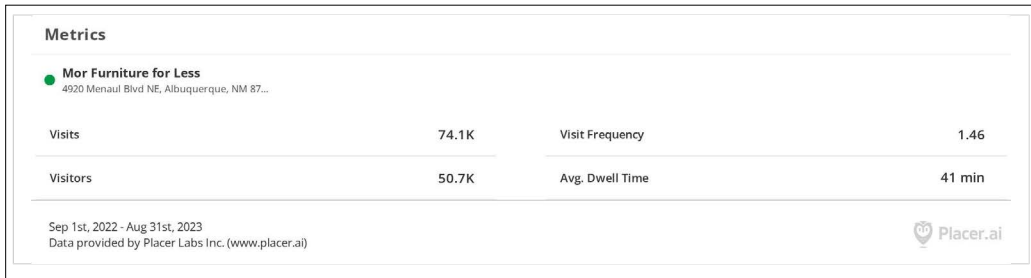 Metrics
Mor Furniture for Less
4920 Menaul Blvd NE, Albuquerque, NM 87...
Visits 74.1K Visit Frequency 1.46
Visitors 50.7K Avg. Dwell Time 41 min
Sep 1st, 2022 - Aug 31st, 2023
Data provided by Placer Labs Inc. (www.placer.ai)
Placer.ai